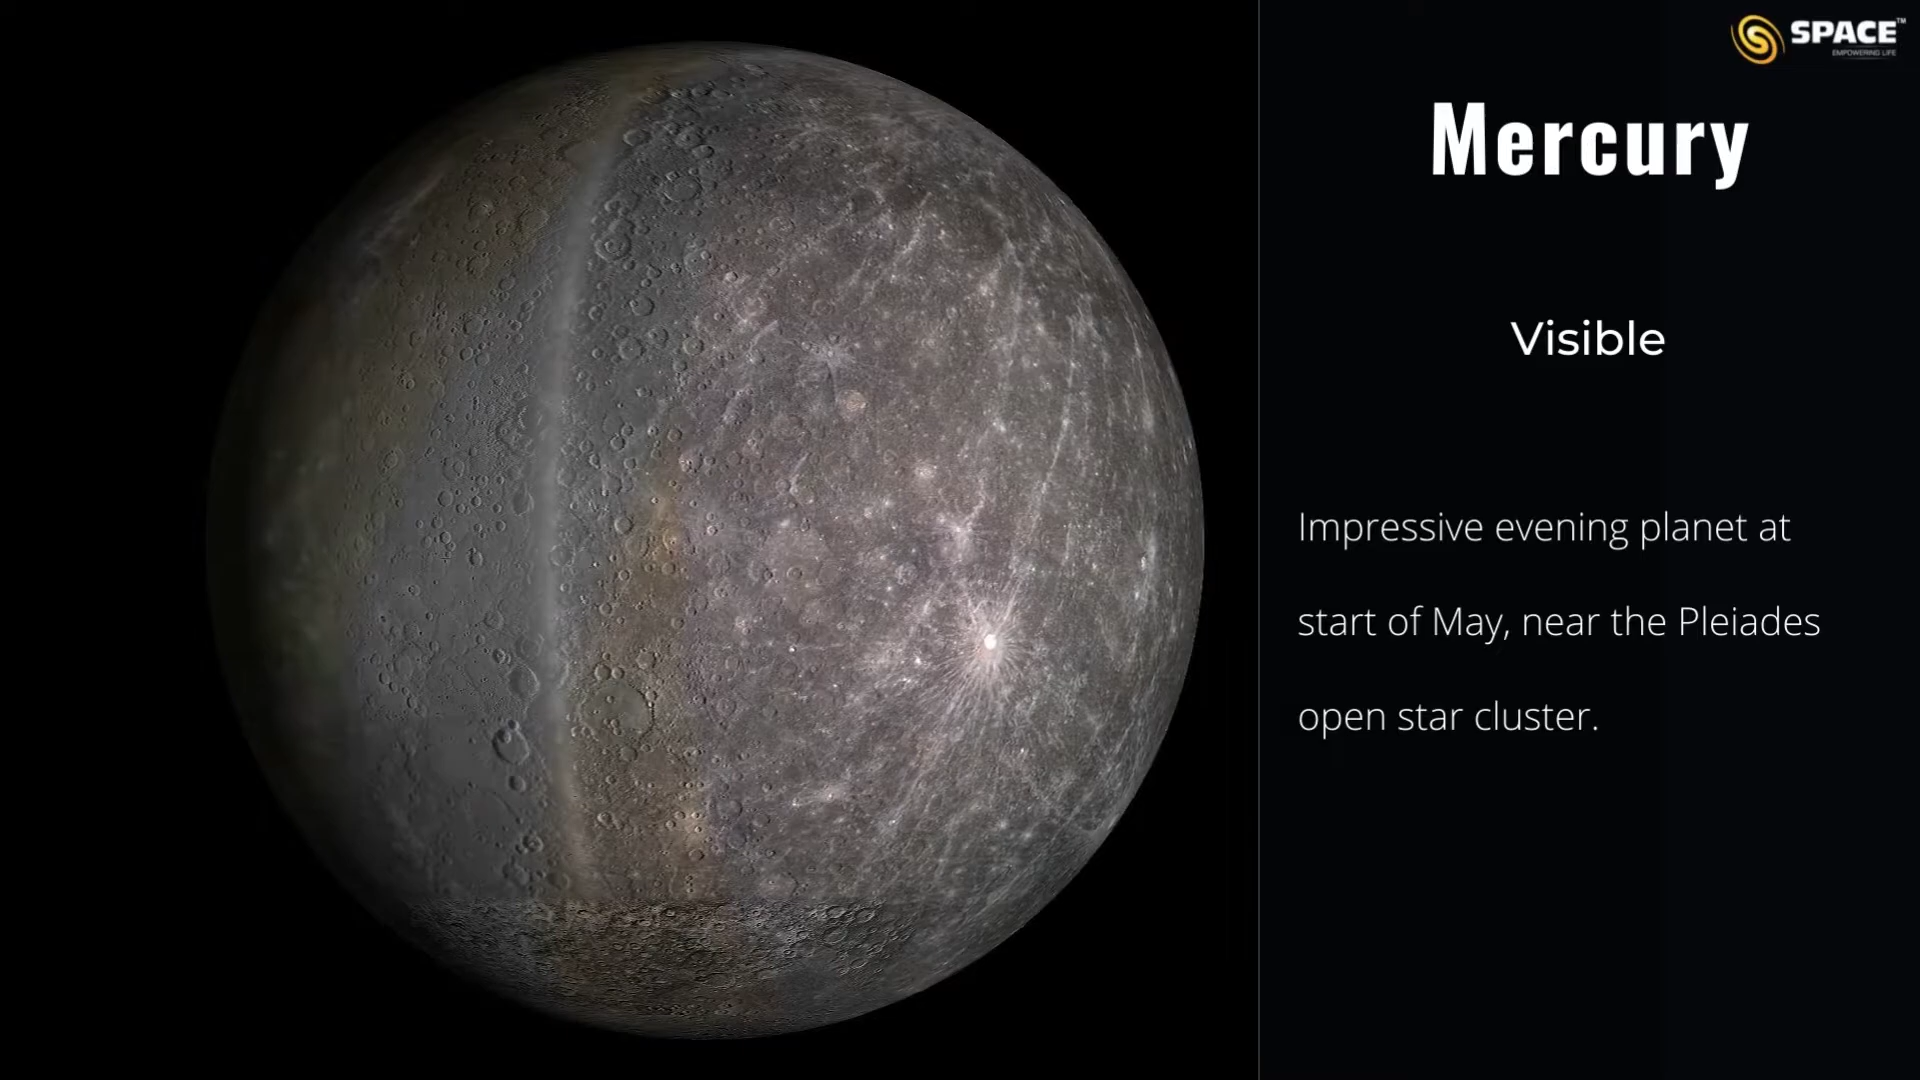 SPACE™
EMPOWERING LIFE
Mercury
Visible
Impressive evening planet at
start of May, near the Pleiades
open star cluster.